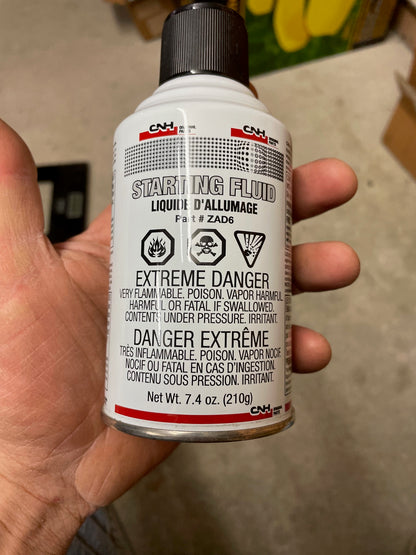 CNH
CNH
STARTING FLUID
LIQUIDE D'ALLUMAGE
Part # ZAD6
EXTREME DANGER
VERY FLAMMABLE. POISON. VAPOR HARMFUL.
HARMFUL OR FATAL IF SWALLOWED.
CONTENTS UNDER PRESSURE. IRRITANT.
DANGER EXTRÊME
TRÈS INFLAMMABLE. POISON. VAPOR NOCIF
NOCIF OU FATAL EN CAS D'INGESTION.
CONTENU SOUS PRESSION. IRRITANT.
Net Wt. 7.4 oz. (210g)
CNH